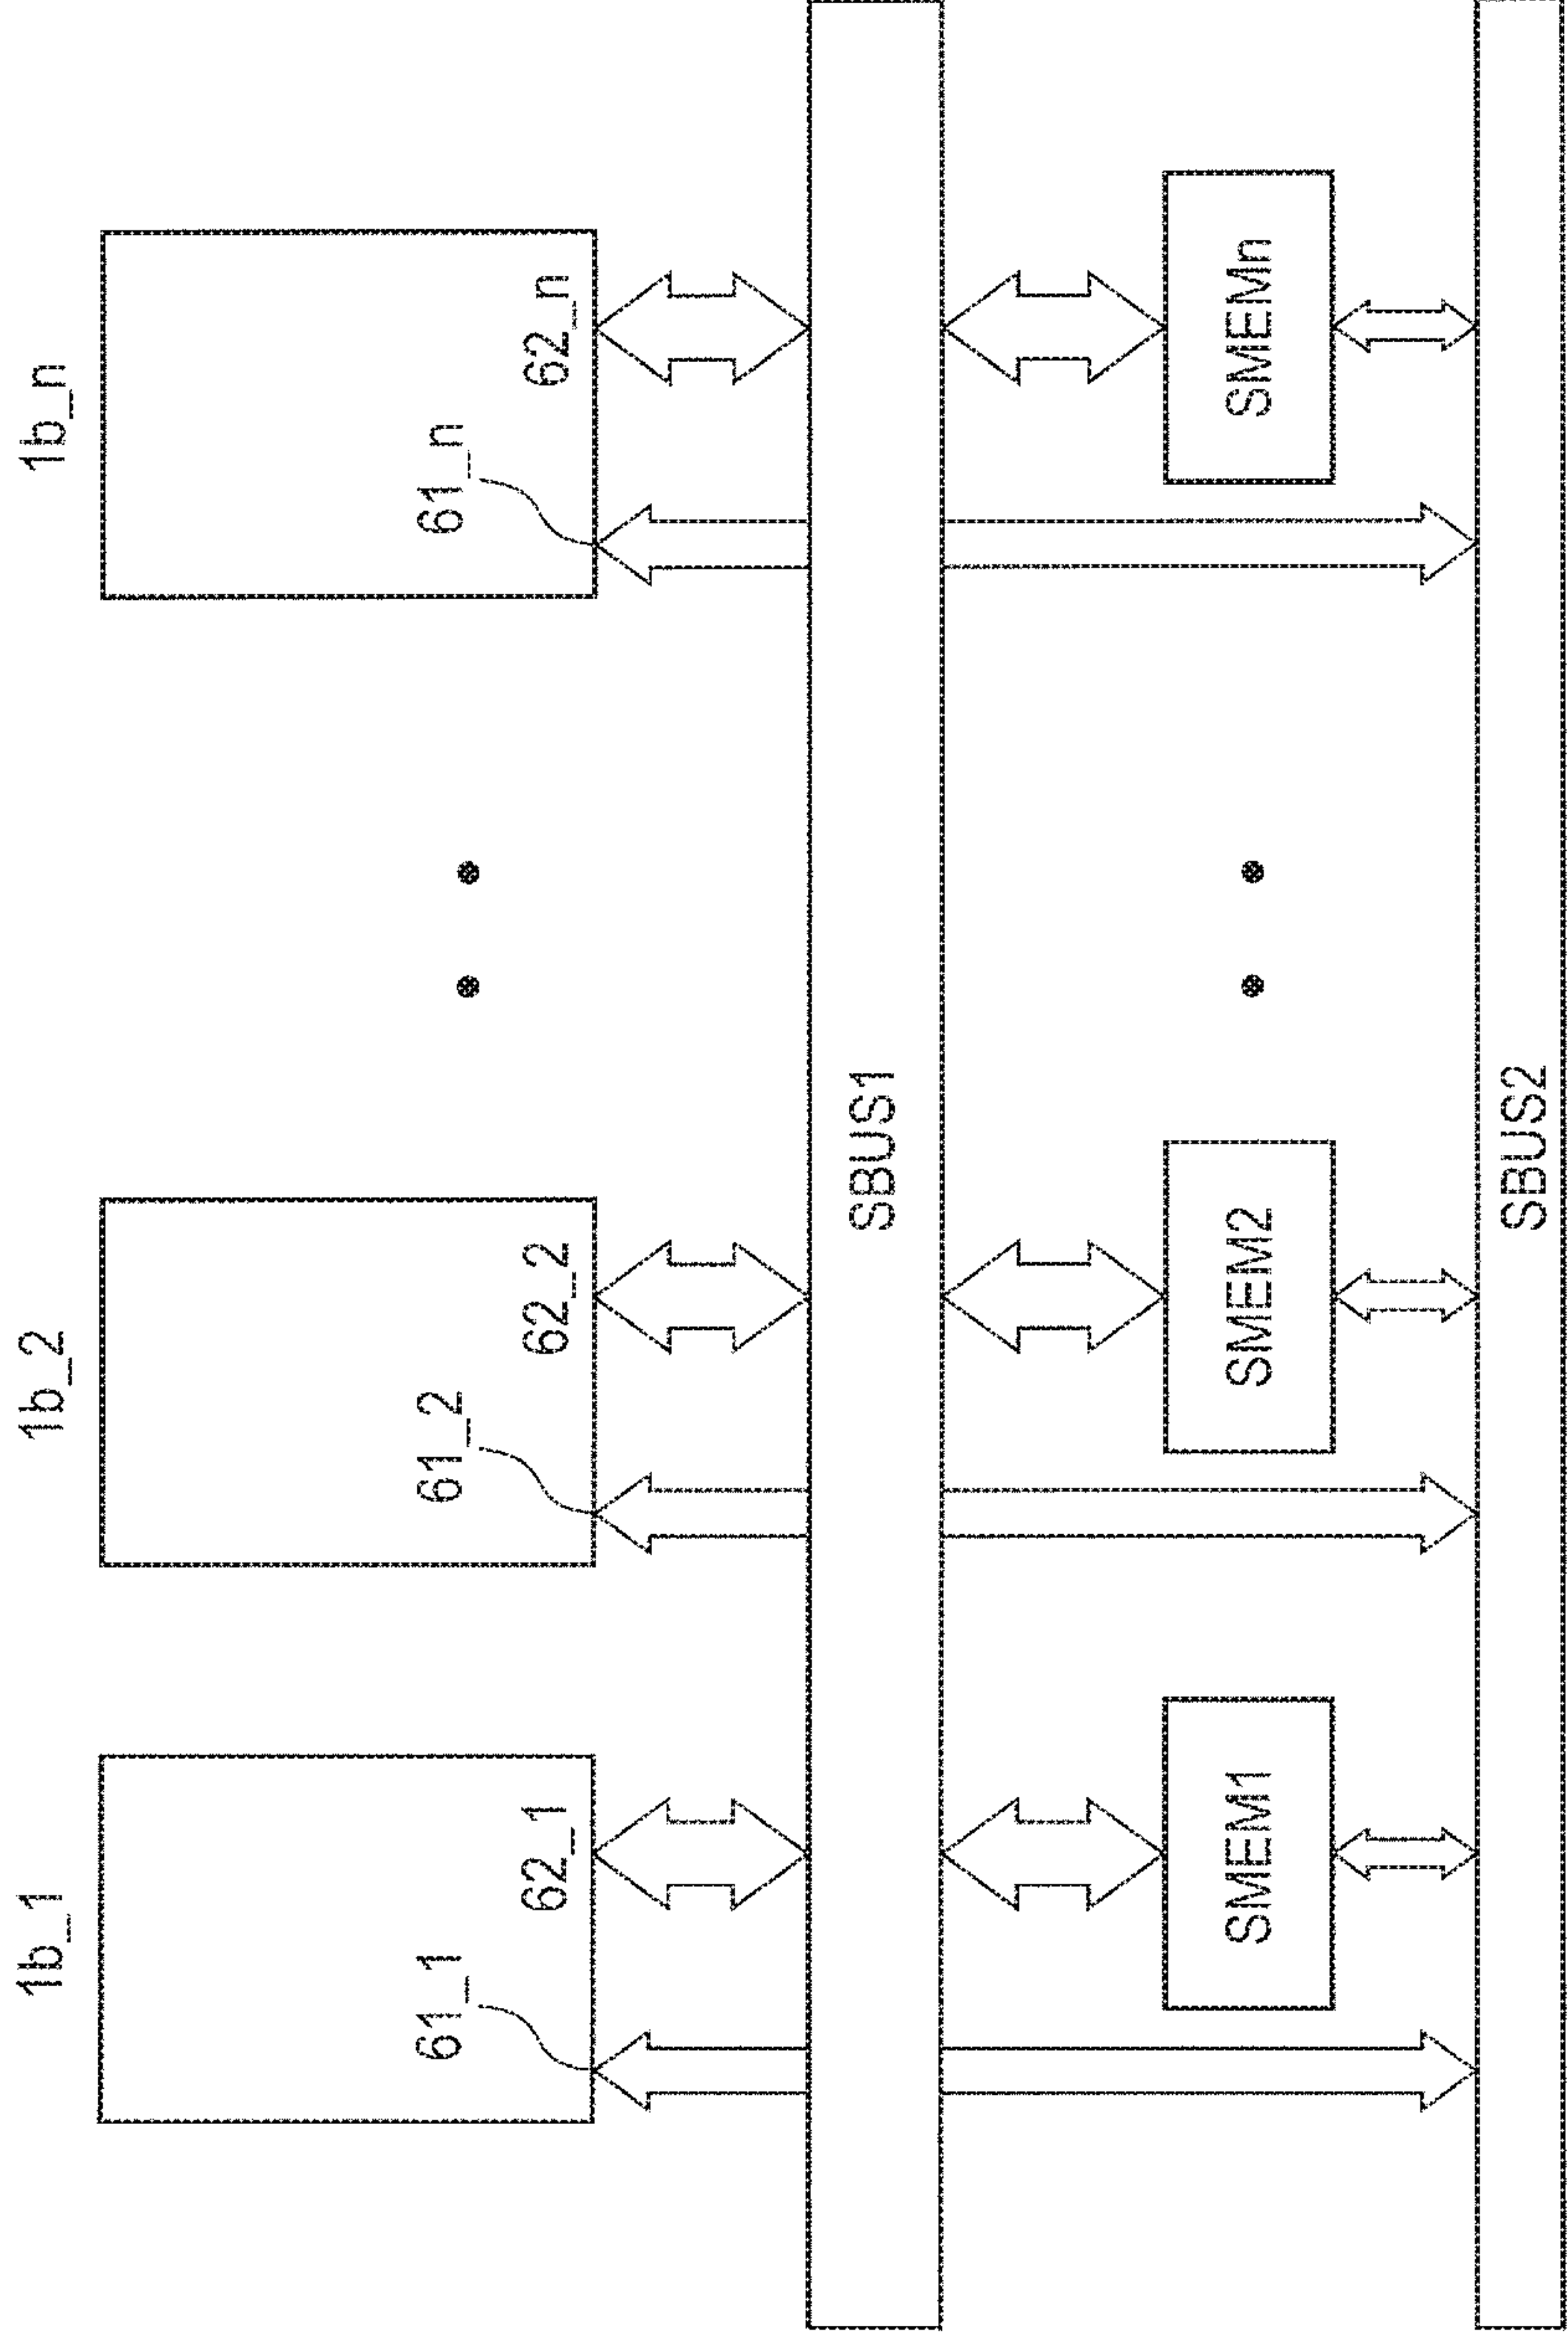 1b_1
1b_2
1b_n
61_1
62_1
61_2
62_2
61_n
62_n
SBUS1
SMEM1
SMEM2
SMEMn
SBUS2